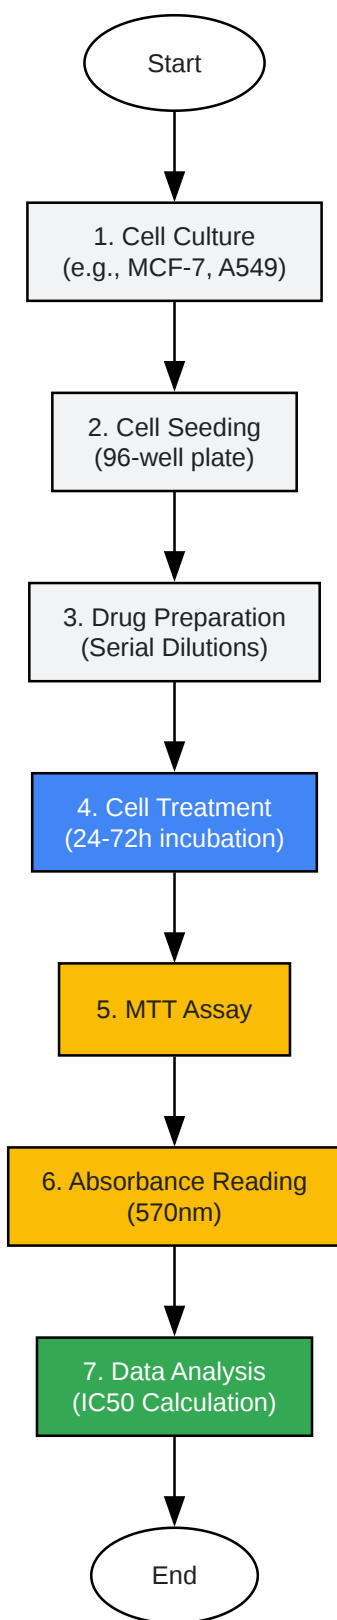 Start
1. Cell Culture
(e.g., MCF-7, A549)
2. Cell Seeding
(96-well plate)
3. Drug Preparation
(Serial Dilutions)
4. Cell Treatment
(24-72h incubation)
5. MTT Assay
6. Absorbance Reading
(570nm)
7. Data Analysis
(IC50 Calculation)
End